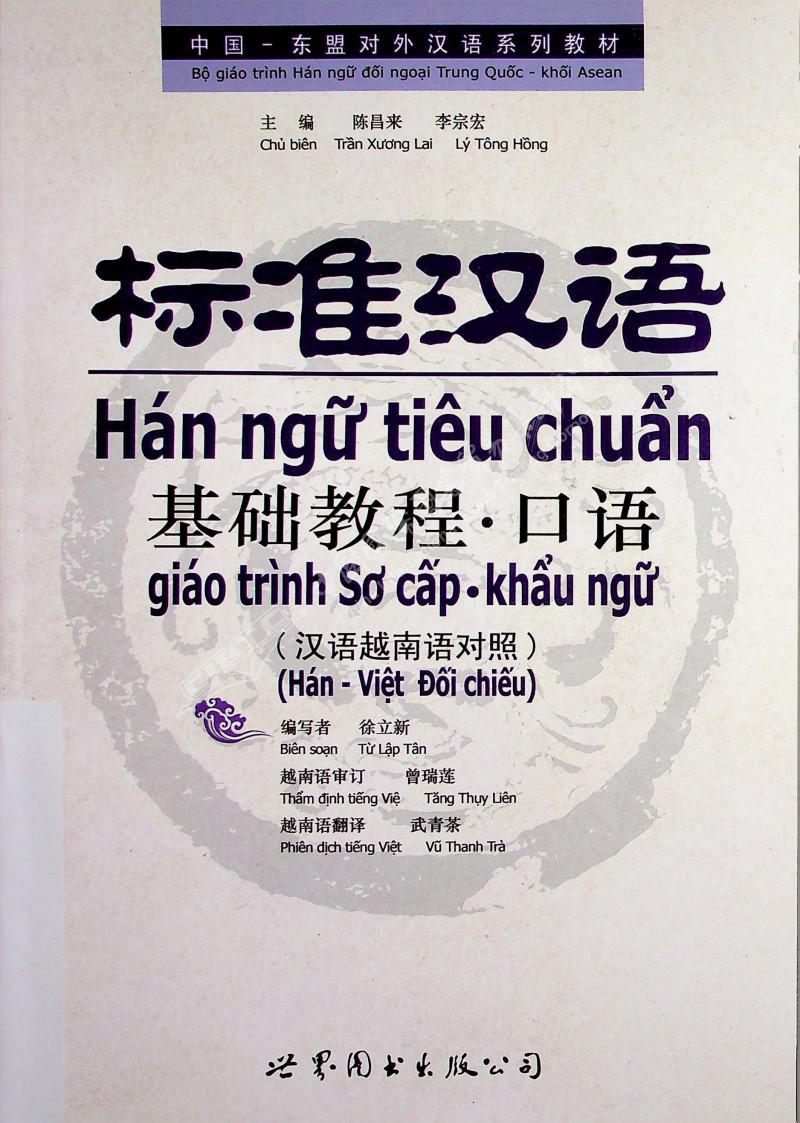 中国-东盟对外汉语系列教材
Bộ giáo trình Hán ngữ đối ngoại Trung Quốc - khối Asean
主 编 陈昌来 李宗宏
Chủ biên Trần Xương Lai Lý Tông Hồng
标准汉语
Hán ngữ tiêu chuẩn
基础教程·口语
giáo trình Sơ cấp·khẩu ngữ
（汉语越南语对照）
(Hán - Việt Đối chiếu)
编写者 徐立新
Biên soạn Từ Lập Tân
越南语审订 曾瑞莲
Thẩm định tiếng Việ Tăng Thụy Liên
越南语翻译 武青茶
Phiên dịch tiếng Việt Vũ Thanh Trà
世界图书出版公司